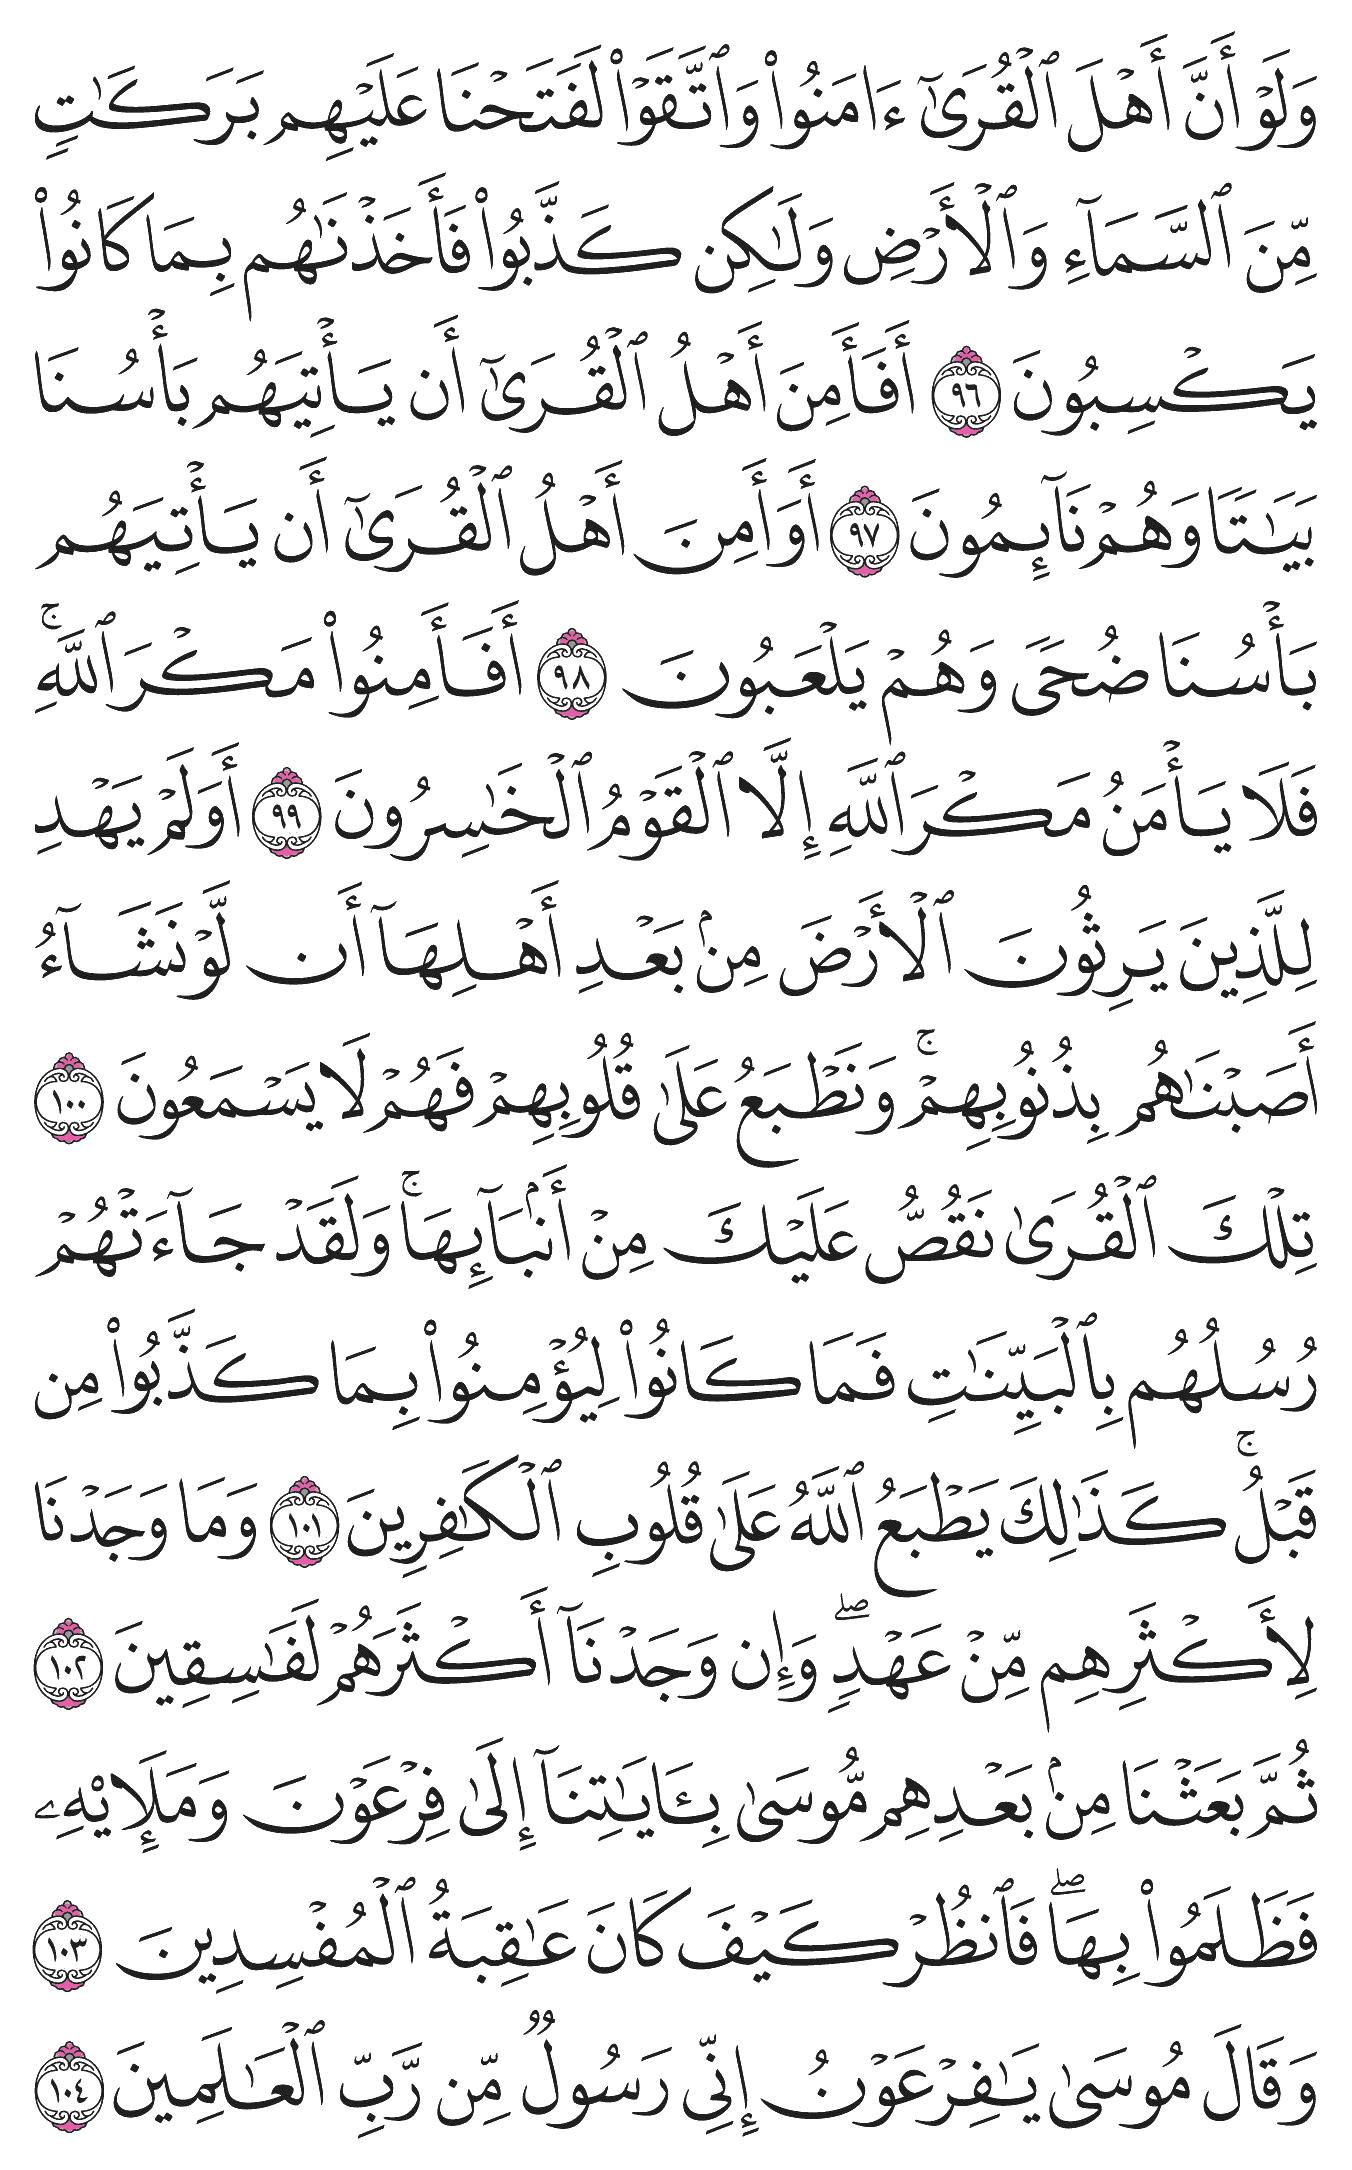 وَلَوۡ أَنَّ أَهۡلَ ٱلۡقُرَىٰٓ ءَامَنُواْ وَٱتَّقَوۡاْ لَفَتَحۡنَا عَلَيۡهِم بَرَكَٰتٖ
مِّنَ ٱلسَّمَآءِ وَٱلۡأَرۡضِ وَلَٰكِن كَذَّبُواْ فَأَخَذۡنَٰهُم بِمَا كَانُواْ
يَكۡسِبُونَ ٩٦ أَفَأَمِنَ أَهۡلُ ٱلۡقُرَىٰٓ أَن يَأۡتِيَهُم بَأۡسُنَا
بَيَٰتٗا وَهُمۡ نَآئِمُونَ ٩٧ أَوَأَمِنَ أَهۡلُ ٱلۡقُرَىٰٓ أَن يَأۡتِيَهُم
بَأۡسُنَا ضُحٗى وَهُمۡ يَلۡعَبُونَ ٩٨ أَفَأَمِنُواْ مَكۡرَ ٱللَّهِۚ
فَلَا يَأۡمَنُ مَكۡرَ ٱللَّهِ إِلَّا ٱلۡقَوۡمُ ٱلۡخَٰسِرُونَ ٩٩ أَوَلَمۡ يَهۡدِ
لِلَّذِينَ يَرِثُونَ ٱلۡأَرۡضَ مِنۢ بَعۡدِ أَهۡلِهَآ أَن لَّوۡ نَشَآءُ
أَصَبۡنَٰهُم بِذُنُوبِهِمۡۚ وَنَطۡبَعُ عَلَىٰ قُلُوبِهِمۡ فَهُمۡ لَا يَسۡمَعُونَ ١٠٠
تِلۡكَ ٱلۡقُرَىٰ نَقُصُّ عَلَيۡكَ مِنۡ أَنۢبَآئِهَاۚ وَلَقَدۡ جَآءَتۡهُمۡ
رُسُلُهُم بِٱلۡبَيِّنَٰتِ فَمَا كَانُواْ لِيُؤۡمِنُواْ بِمَا كَذَّبُواْ مِن
قَبۡلُۚ كَذَٰلِكَ يَطۡبَعُ ٱللَّهُ عَلَىٰ قُلُوبِ ٱلۡكَٰفِرِينَ ١٠١ وَمَا وَجَدۡنَا
لِأَكۡثَرِهِم مِّنۡ عَهۡدٖۖ وَإِن وَجَدۡنَآ أَكۡثَرَهُمۡ لَفَٰسِقِينَ ١٠٢
ثُمَّ بَعَثۡنَا مِنۢ بَعۡدِهِم مُّوسَىٰ بِـَٔايَٰتِنَآ إِلَىٰ فِرۡعَوۡنَ وَمَلَإِيْهِۦ
فَظَلَمُواْ بِهَاۖ فَٱنظُرۡ كَيۡفَ كَانَ عَٰقِبَةُ ٱلۡمُفۡسِدِينَ ١٠٣
وَقَالَ مُوسَىٰ يَٰفِرۡعَوۡنُ إِنِّي رَسُولٞ مِّن رَّبِّ ٱلۡعَٰلَمِينَ ١٠٤